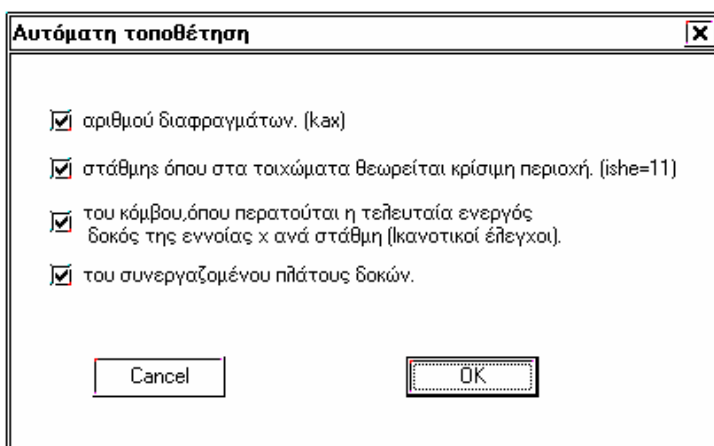 Αυτόματη τοποθέτηση
αριθμού διαφραγμάτων. (kax)
στάθμης όπου στα τοιχώματα θεωρείται κρίσιμη περιοχή. (ishe=11)
του κόμβου,όπου περατούται η τελευταία ενεργός
δοκός της εννοίας x ανά στάθμη (Ικανοτικοί έλεγχοι).
του συνεργαζομένου πλάτους δοκών.
Cancel
OK